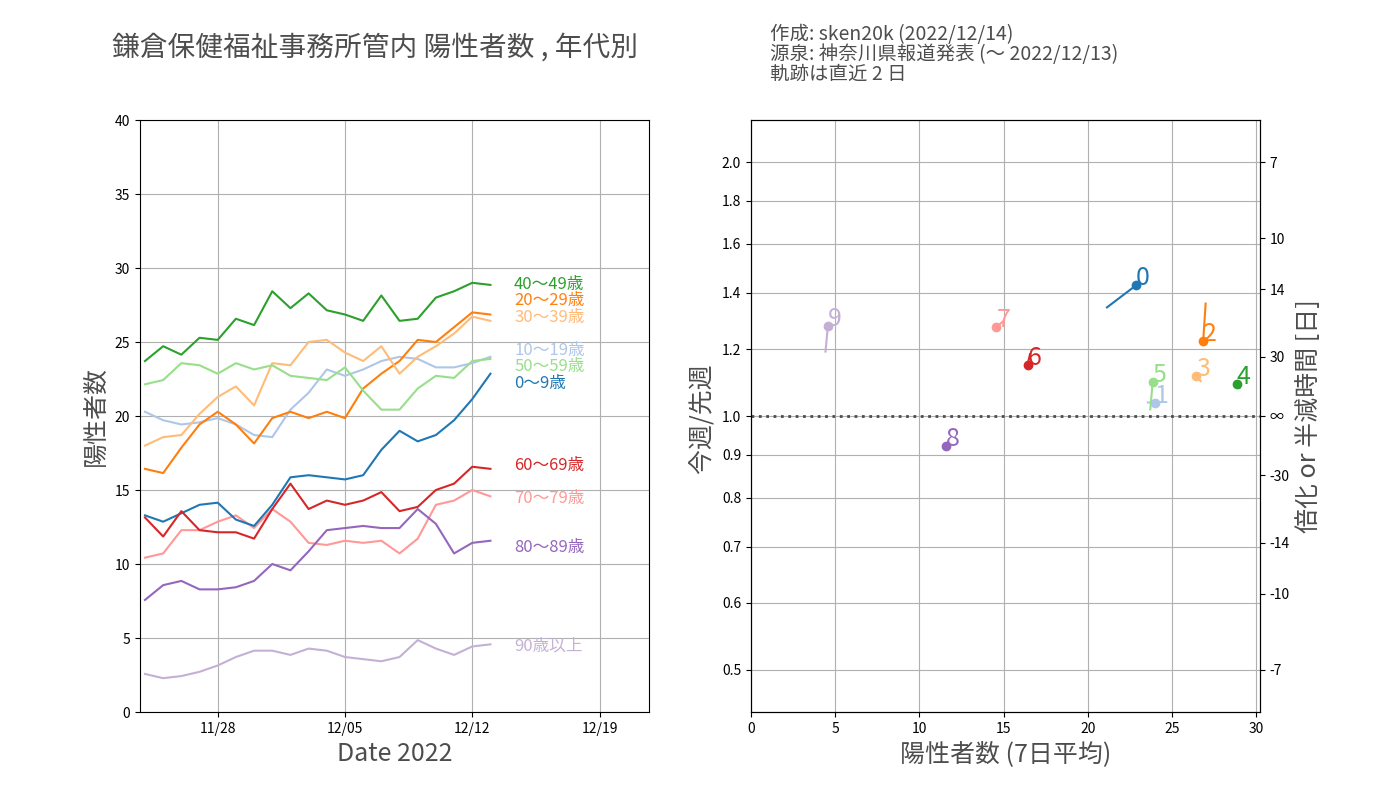 鎌倉保健福祉事務所管内 陽性者数 , 年代別
作成: sken20k (2022/12/14)
源泉: 神奈川県報道発表 (～ 2022/12/13)
軌跡は直近 2 日
陽性者数
40
35
30
25
20
15
10
5
0
40～49歳
20～29歳
30～39歳
10～19歳
50～59歳
0～9歳
60～69歳
70～79歳
80～89歳
90歳以上
11/28
12/05
12/12
12/19
Date 2022
今週/先週
2.0
1.8
1.6
1.4
1.2
1.0
0.9
0.8
0.7
0.6
0.5
0
9
7
2
6
3
5
4
1
8
7
10
14
30
∞
-30
-14
-10
-7
倍化 or 半減時間 [日]
0
5
10
15
20
25
30
陽性者数 (7日平均)